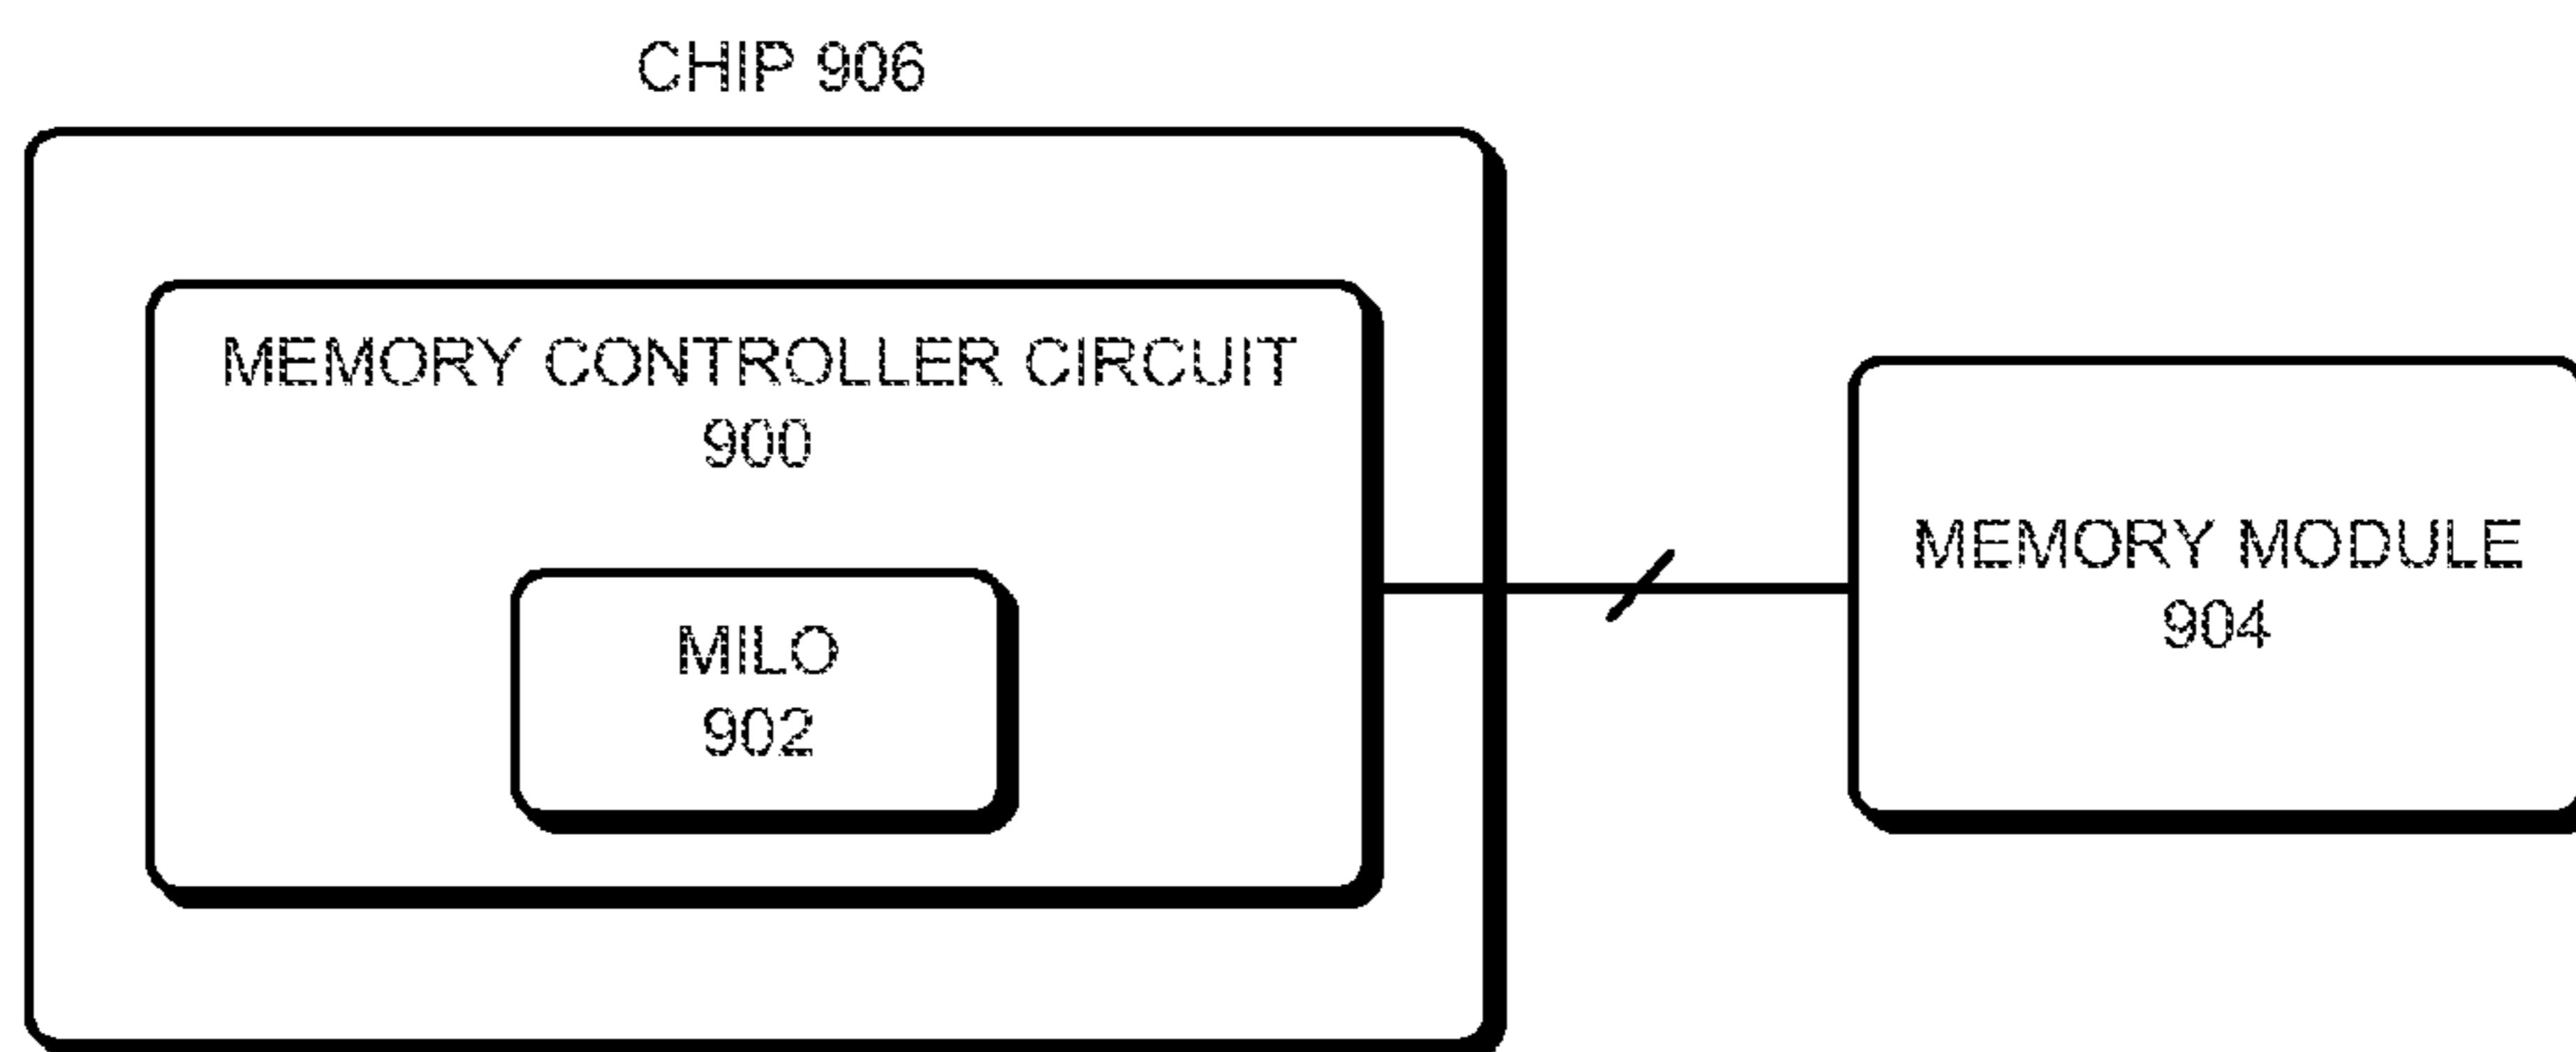 CHIP 906
MEMORY CONTROLLER CIRCUIT
900
MILO
902
MEMORY MODULE
904